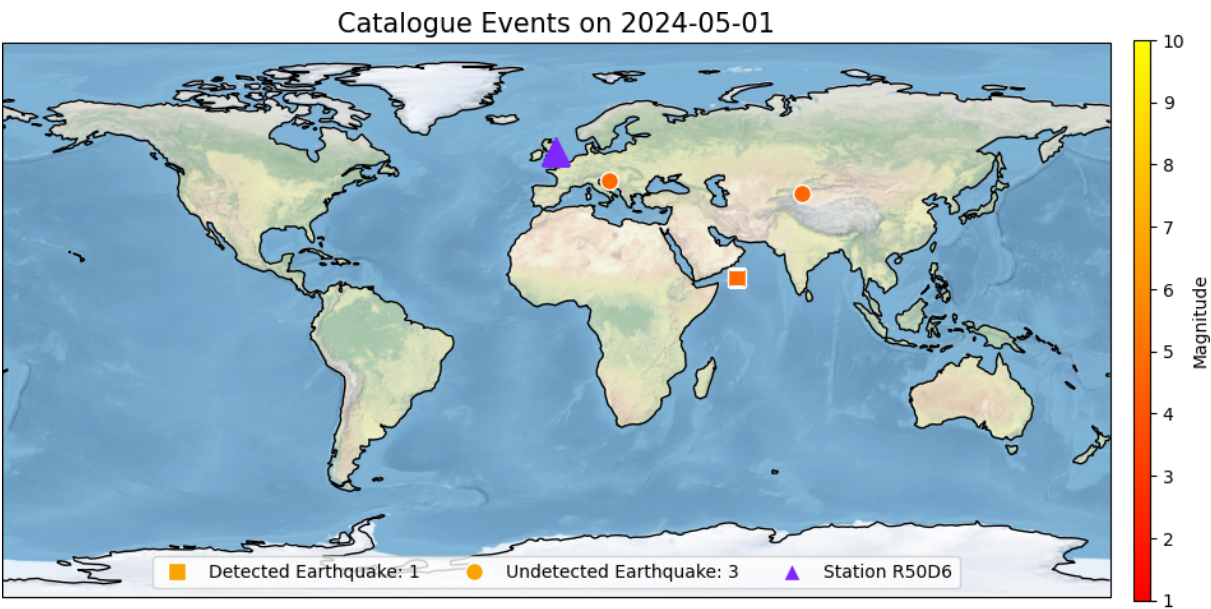 Catalogue Events on 2024-05-01
10
9
8
7
6
5
4
3
2
1
Magnitude
Detected Earthquake: 1
Undetected Earthquake: 3
Station R50D6